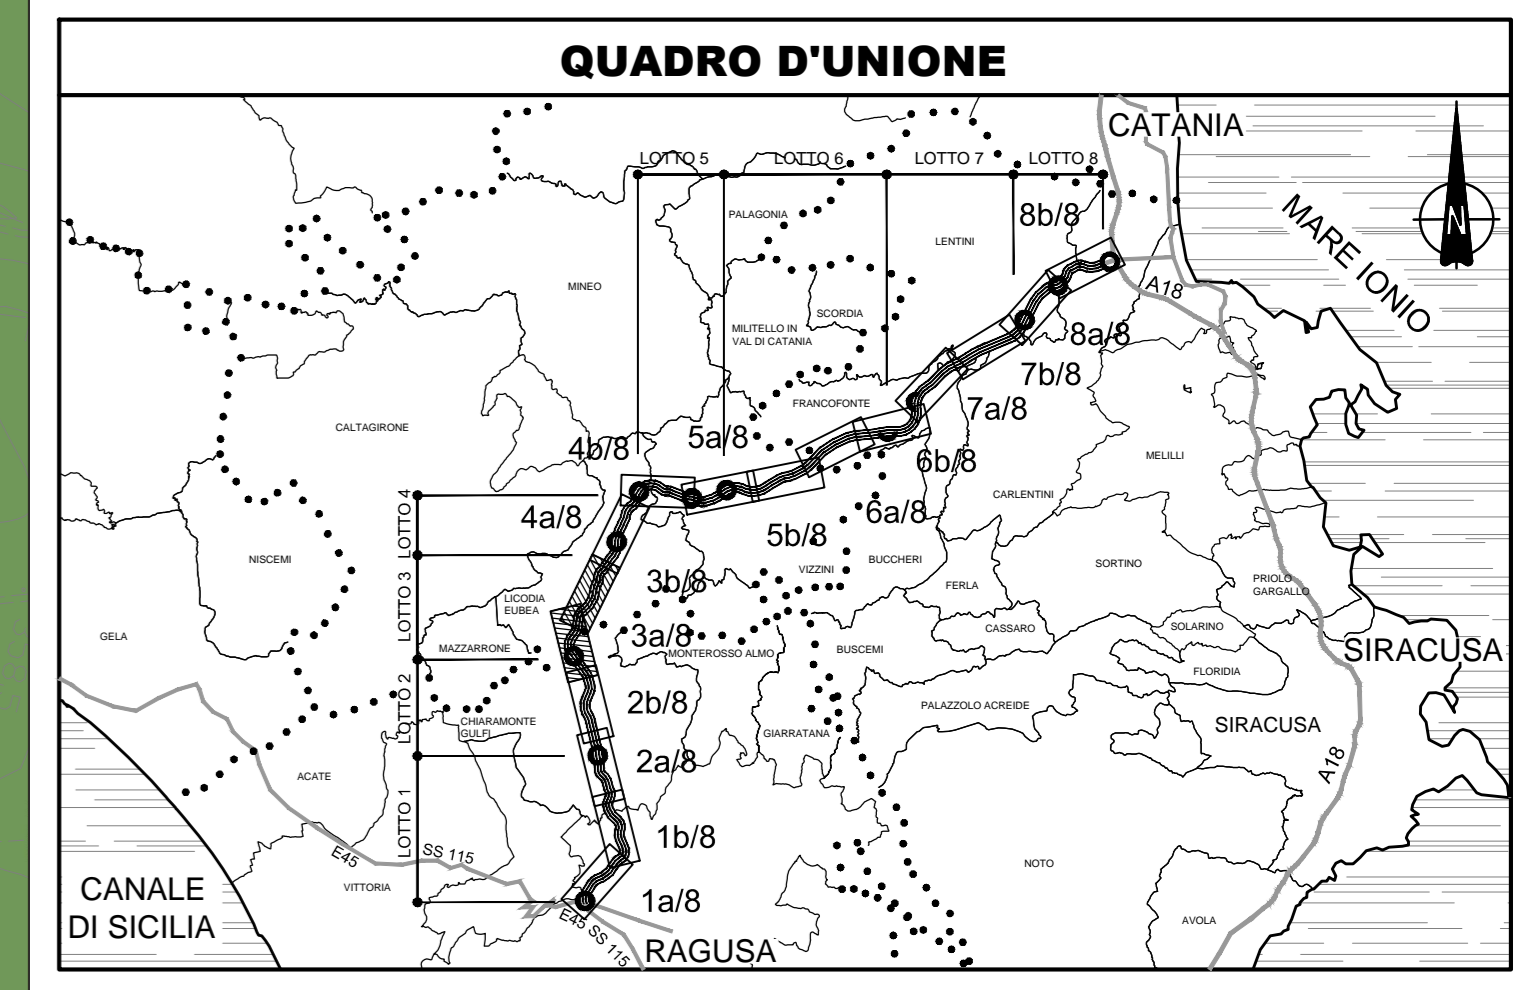 QUADRO D'UNIONE
CATANIA
LOTTO 5
LOTTO 6
LOTTO 7
LOTTO 8
PALAGONIA
8b/8
MARE IONIO
N
LENTINI
MINEO
A18
SCORDIA
MILITELLO IN
VAL DI CATANIA
8a/8
7b/8
FRANCOFONTE
7a/8
CALTAGIRONE
4b/8
5a/8
6b/8
MELILLI
CARLENTINI
LOTTO 4
4a/8
6a/8
5b/8
NISCEMI
VIZZINI
BUCCHERI
SORTINO
3b/8
FERLA
PRIOLO
GARGALLO
LOTTO 3
LICODIA
EUBEA
GELA
3a/8
CASSARO
SOLARINO
MAZZARRONE
MONTEROSSO ALMO
BUSCEMI
SIRACUSA
FLORIDIA
LOTTO 2
2b/8
PALAZZOLO ACREIDE
CHIARAMONTE
GULFI
GIARRATANA
SIRACUSA
2a/8
A18
ACATE
LOTTO 1
1b/8
E45
SS 115
NOTO
VITTORIA
CANALE
DI SICILIA
1a/8
E45 SS 115
AVOLA
RAGUSA